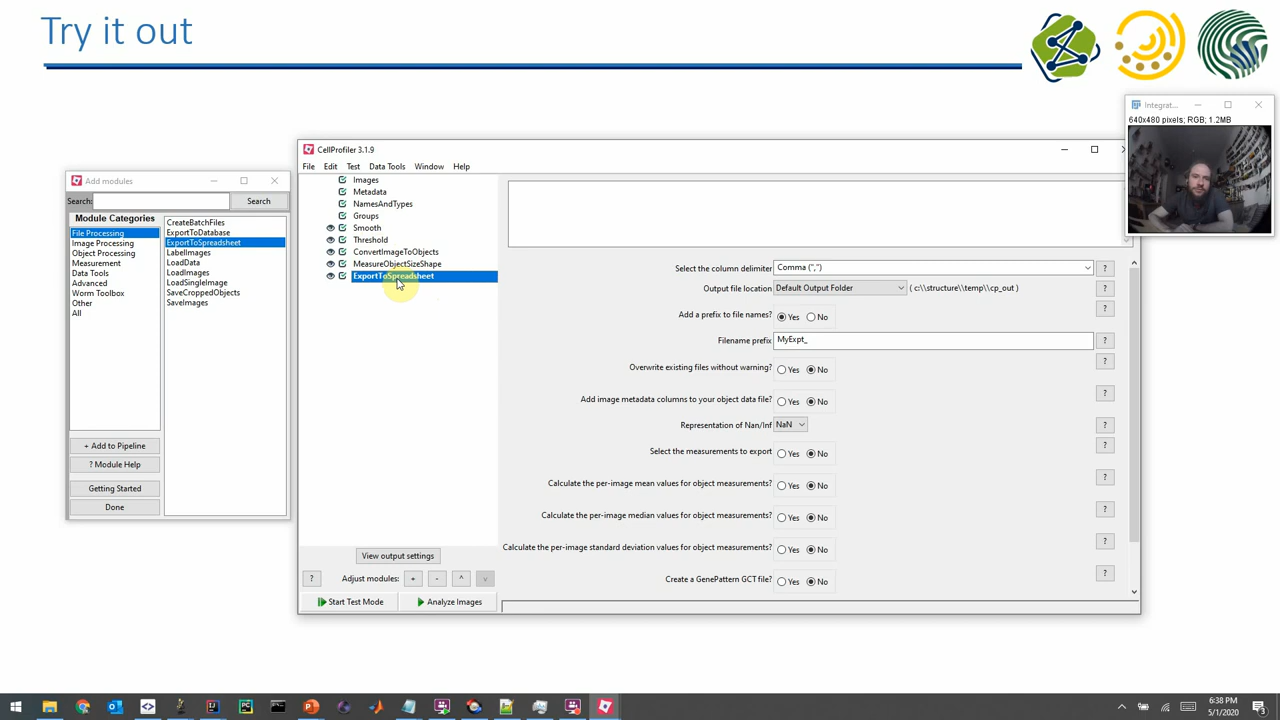 Try it out
Integrat...
640x480 pixels; RGB; 1.2MB
CellProfiler 3.1.9
File Edit Test Data Tools Window Help
Add modules
Search: Search
Module Categories
File Processing
Image Processing
Object Processing
Measurement
Data Tools
Advanced
Worm Toolbox
Other
All
CreateBatchFiles
ExportToDatabase
ExportToSpreadsheet
LabelImages
LoadData
LoadImages
LoadSingleImage
SaveCroppedObjects
SaveImages
+ Add to Pipeline
? Module Help
Getting Started
Done
Images
Metadata
NamesAndTypes
Groups
Smooth
Threshold
ConvertImageToObjects
MeasureObjectSizeShape
ExportToSpreadsheet
View output settings
? Adjust modules: + - ^ v
Start Test Mode Analyze Images
Select the column delimiter Comma (",") ?
Output file location Default Output Folder ( c:\\structure\\temp\\cp_out ) ?
Add a prefix to file names? Yes No ?
Filename prefix MyExpt_ ?
Overwrite existing files without warning? Yes No ?
Add image metadata columns to your object data file? Yes No ?
Representation of Nan/Inf NaN ?
Select the measurements to export Yes No ?
Calculate the per-image mean values for object measurements? Yes No ?
Calculate the per-image median values for object measurements? Yes No ?
Calculate the per-image standard deviation values for object measurements? Yes No ?
Create a GenePattern GCT file? Yes No ?
6:38 PM
5/1/2020